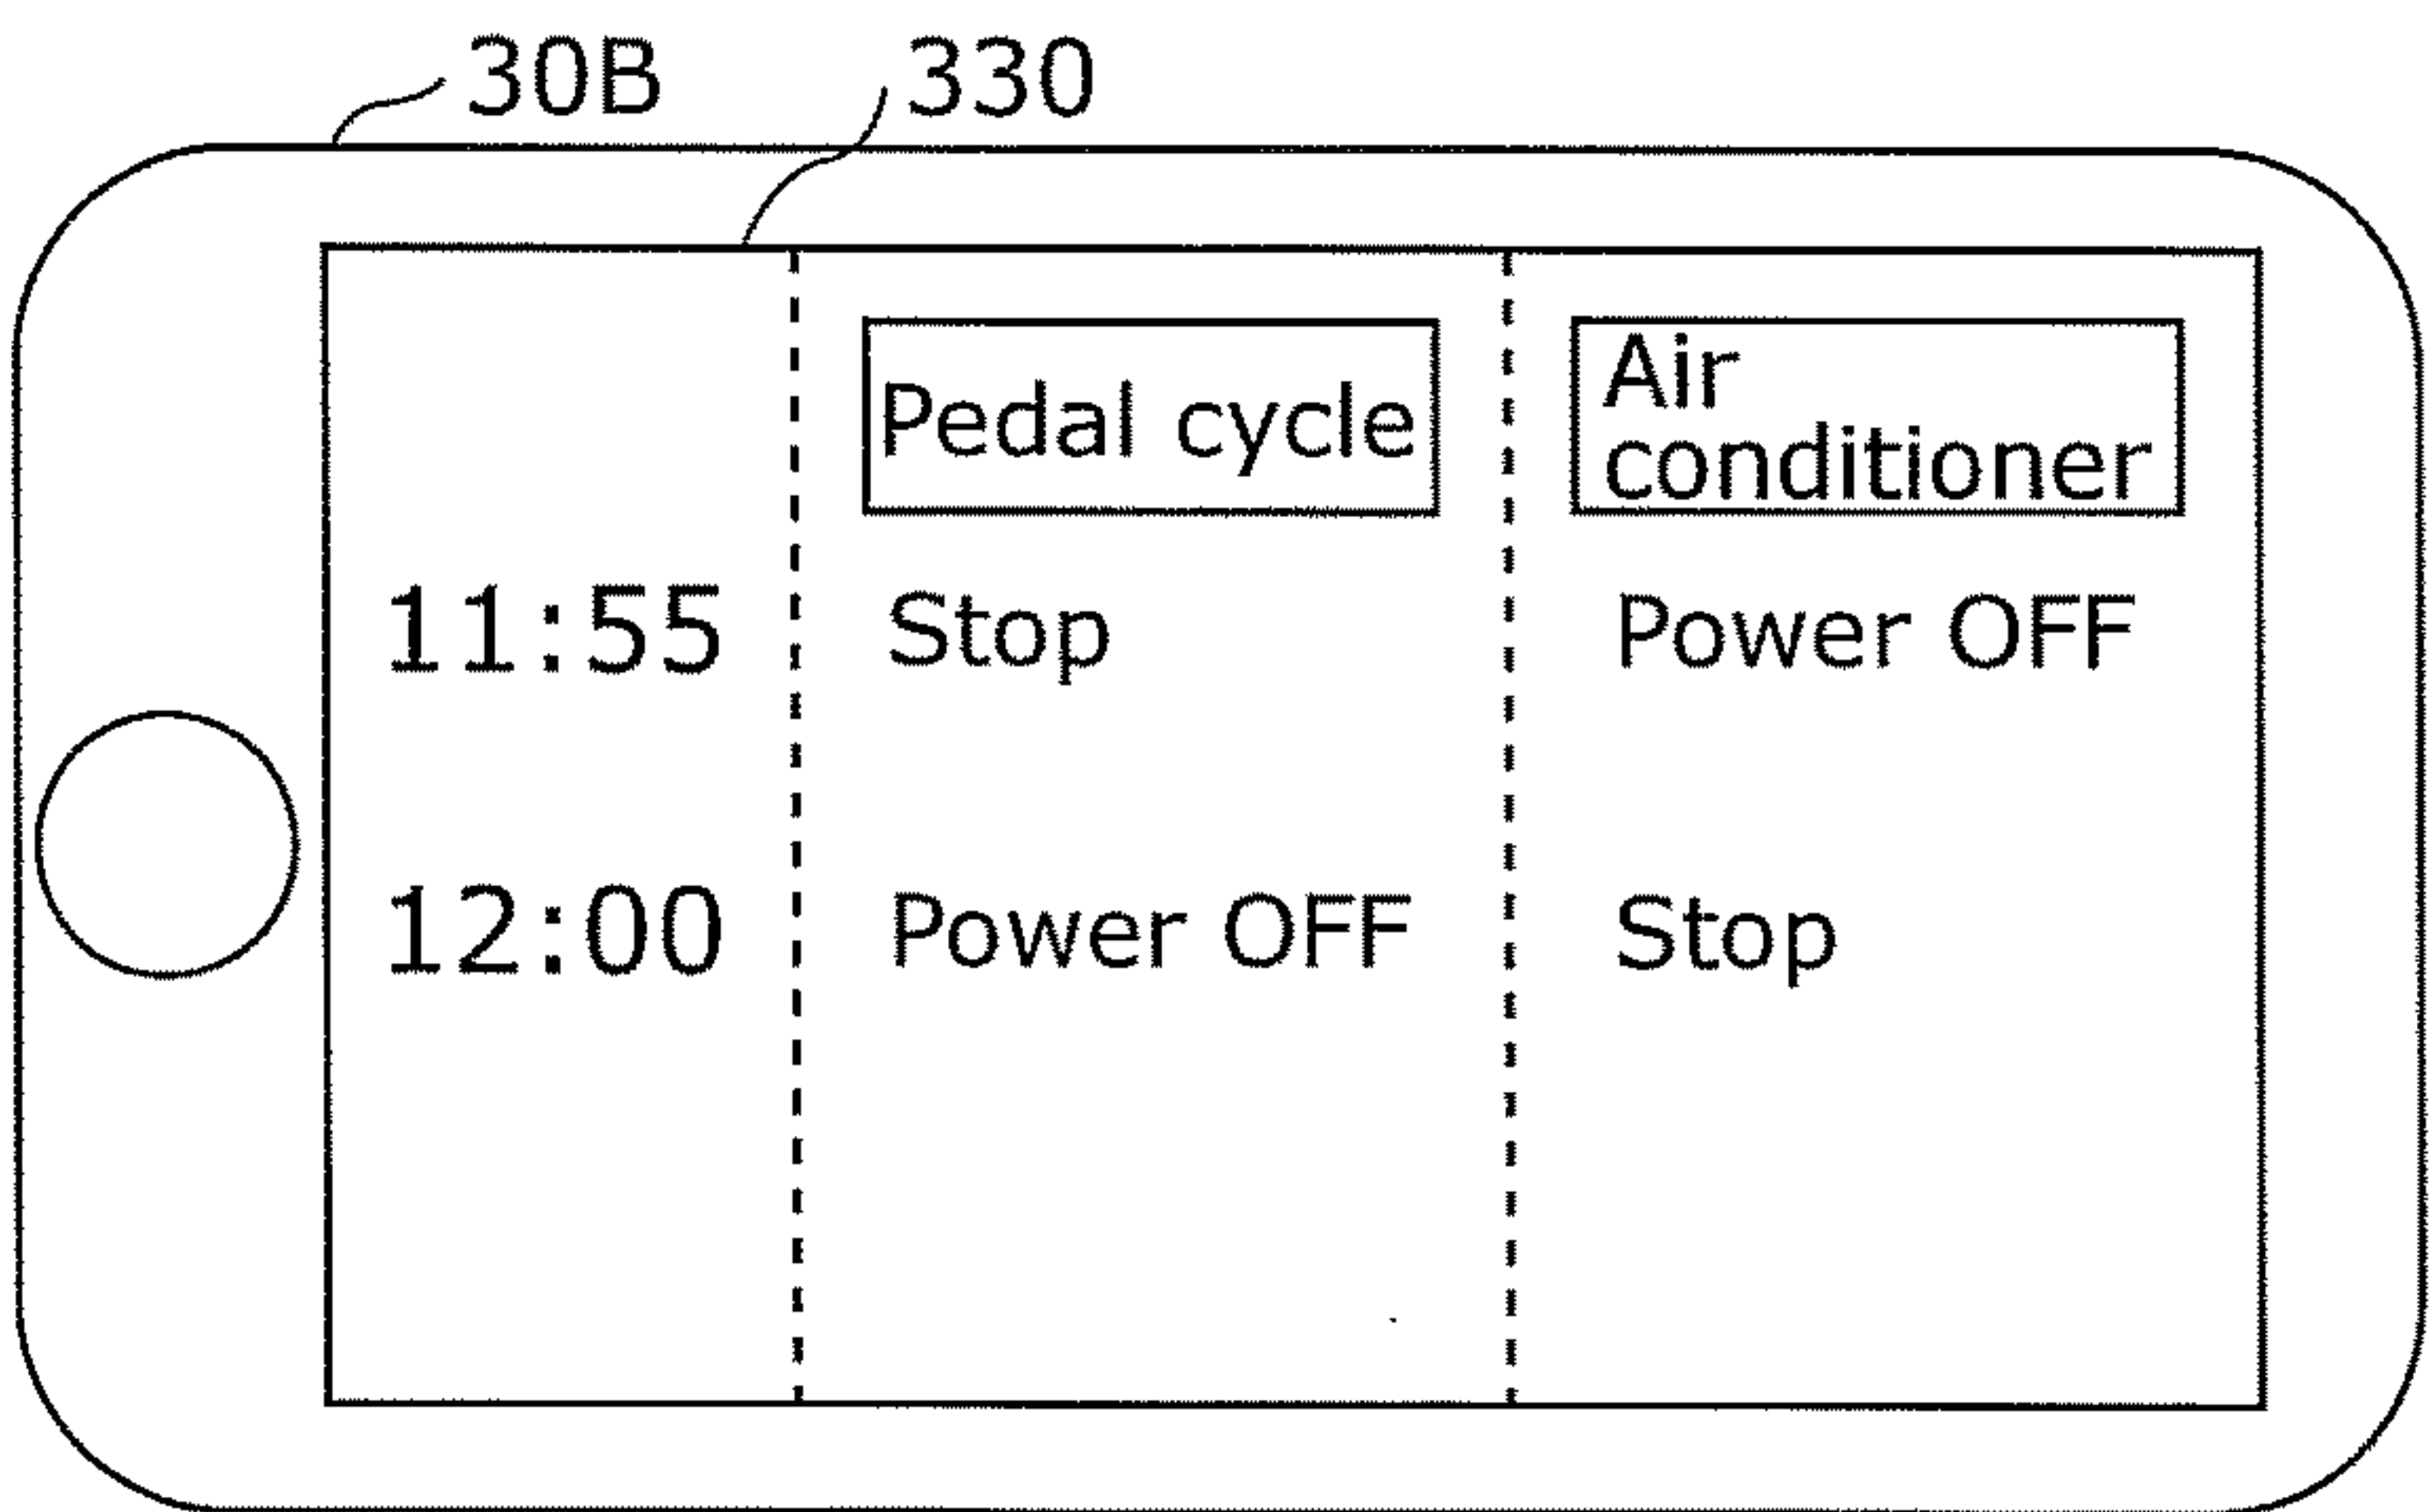 30B 330
Pedal cycle
Air
conditioner
11:55 Stop Power OFF
12:00 Power OFF Stop